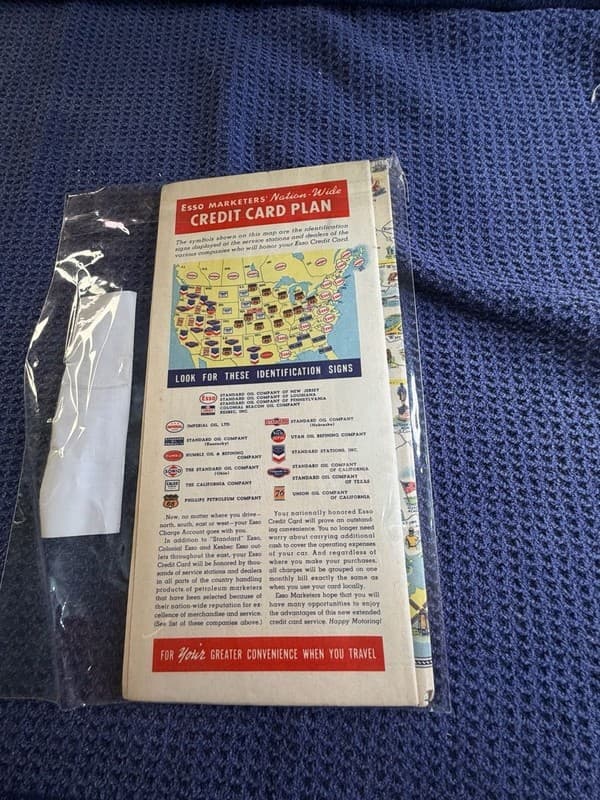 Esso MARKETERS' Nation-Wide
CREDIT CARD PLAN
The symbols shown on this map are the identification
signs displayed at the service stations and dealers of the
various companies who will honor your Esso Credit Card.
LOOK FOR THESE IDENTIFICATION SIGNS
Esso
STANDARD OIL COMPANY OF NEW JERSEY
STANDARD OIL COMPANY OF LOUISIANA
STANDARD OIL COMPANY OF PENNSYLVANIA
COLONIAL BEACON OIL COMPANY
KESBEC, INC.
IMPERIAL OIL, LTD.
STANDARD OIL COMPANY
(Kentucky)
HUMBLE OIL & REFINING
COMPANY
SOHIO
THE STANDARD OIL COMPANY
(Ohio)
THE CALIFORNIA COMPANY
66
PHILLIPS PETROLEUM COMPANY
STANDARD OIL COMPANY
(Nebraska)
UTAH OIL REFINING COMPANY
STANDARD STATIONS, INC.
STANDARD OIL COMPANY
OF CALIFORNIA
STANDARD OIL COMPANY
OF TEXAS
76
UNION OIL COMPANY
OF CALIFORNIA
Now, no matter where you drive—
north, south, east or west—your Esso
Charge Account goes with you.
In addition to "Standard" Esso,
Colonial Esso and Kesbec Esso out-
lets throughout the east, your Esso
Credit Card will be honored by thou-
sands of service stations and dealers
in all parts of the country handling
products of petroleum marketers
that have been selected because of
their nation-wide reputation for ex-
cellence of merchandise and service.
(See list of these companies above.)
Your nationally honored Esso
Credit Card will prove an outstand-
ing convenience. You no longer need
worry about carrying additional
cash to cover the operating expenses
of your car. And regardless of
where you make your purchases,
all charges will be grouped on one
monthly bill exactly the same as
when you use your card locally.
Esso Marketers hope that you will
have many opportunities to enjoy
the advantages of this new extended
credit card service. Happy Motoring!
FOR Your GREATER CONVENIENCE WHEN YOU TRAVEL